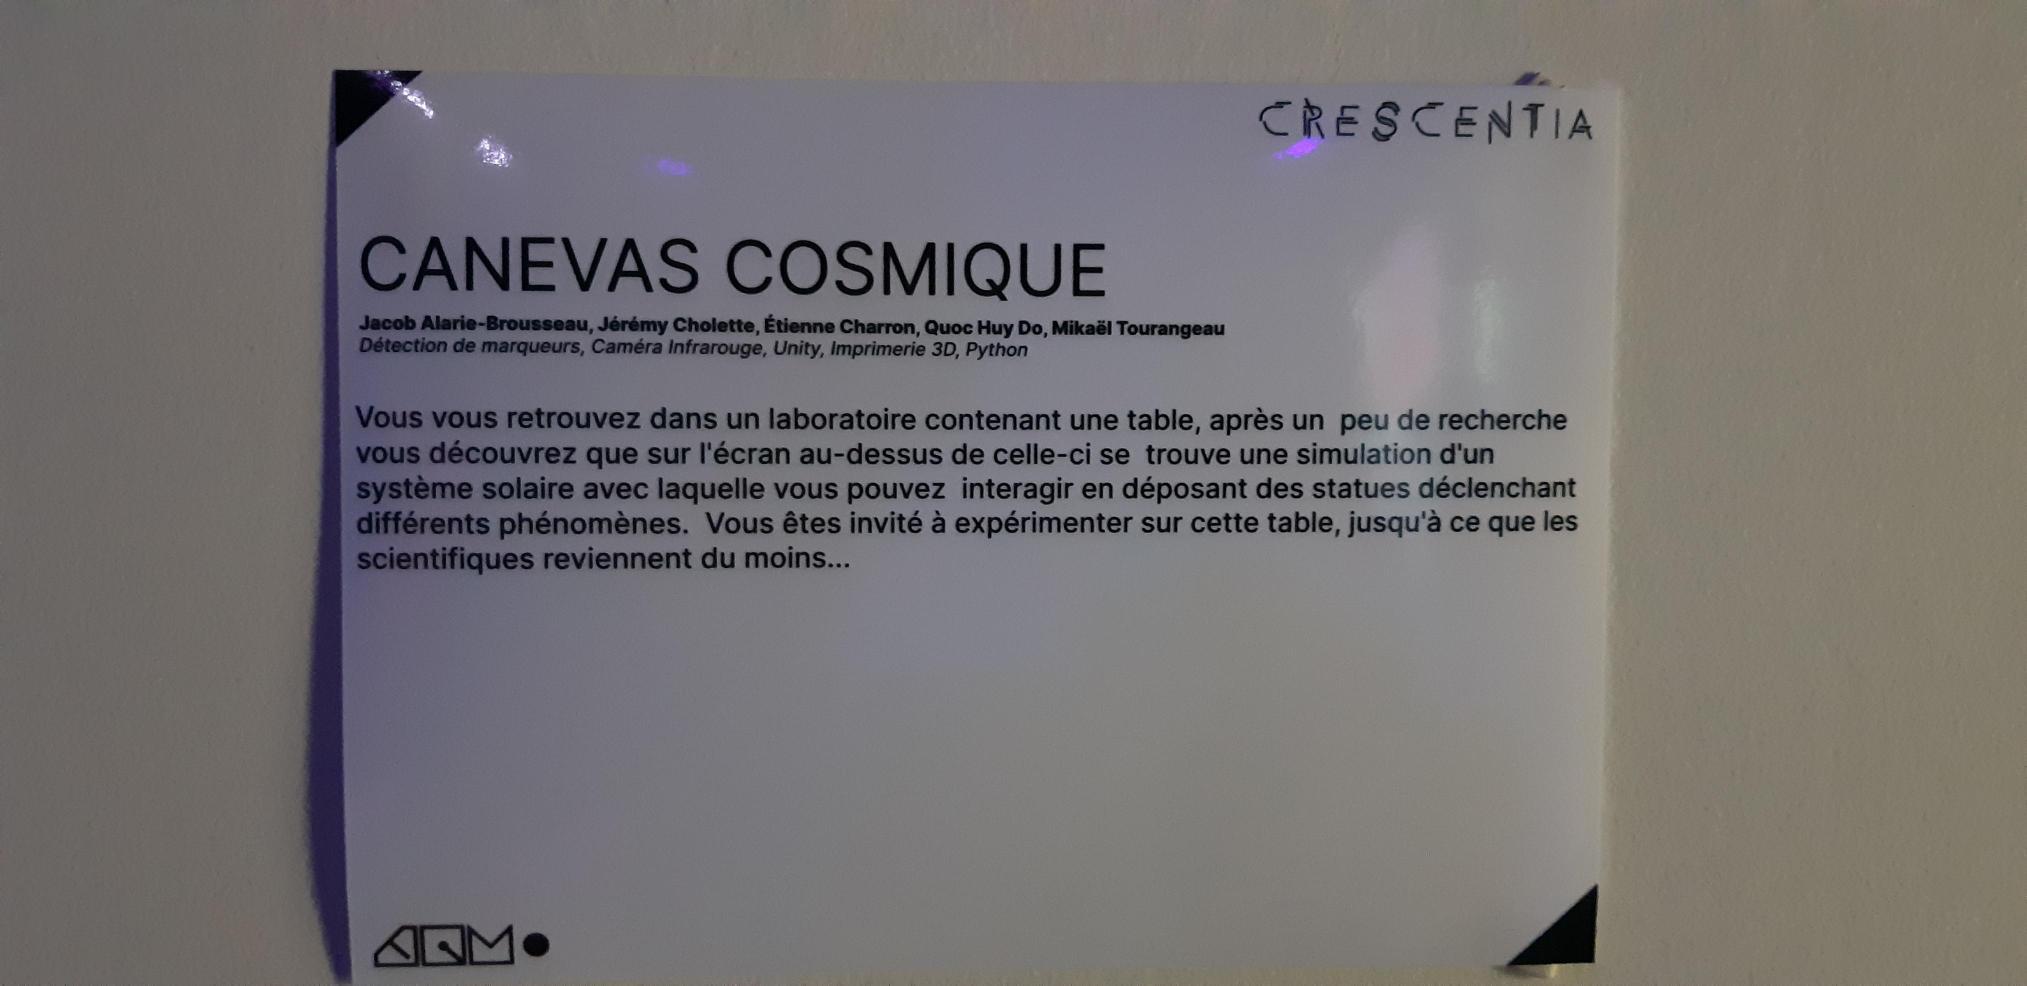 CRESCENTIA
CANEVAS COSMIQUE
Jacob Alarie-Brousseau, Jérémy Cholette, Étienne Charron, Quoc Huy Do, Mikaël Tourangeau
Détection de marqueurs, Caméra Infrarouge, Unity, Imprimerie 3D, Python
Vous vous retrouvez dans un laboratoire contenant une table, après un peu de recherche
vous découvrez que sur l'écran au-dessus de celle-ci se trouve une simulation d'un
système solaire avec laquelle vous pouvez interagir en déposant des statues déclenchant
différents phénomènes. Vous êtes invité à expérimenter sur cette table, jusqu'à ce que les
scientifiques reviennent du moins...
AQM